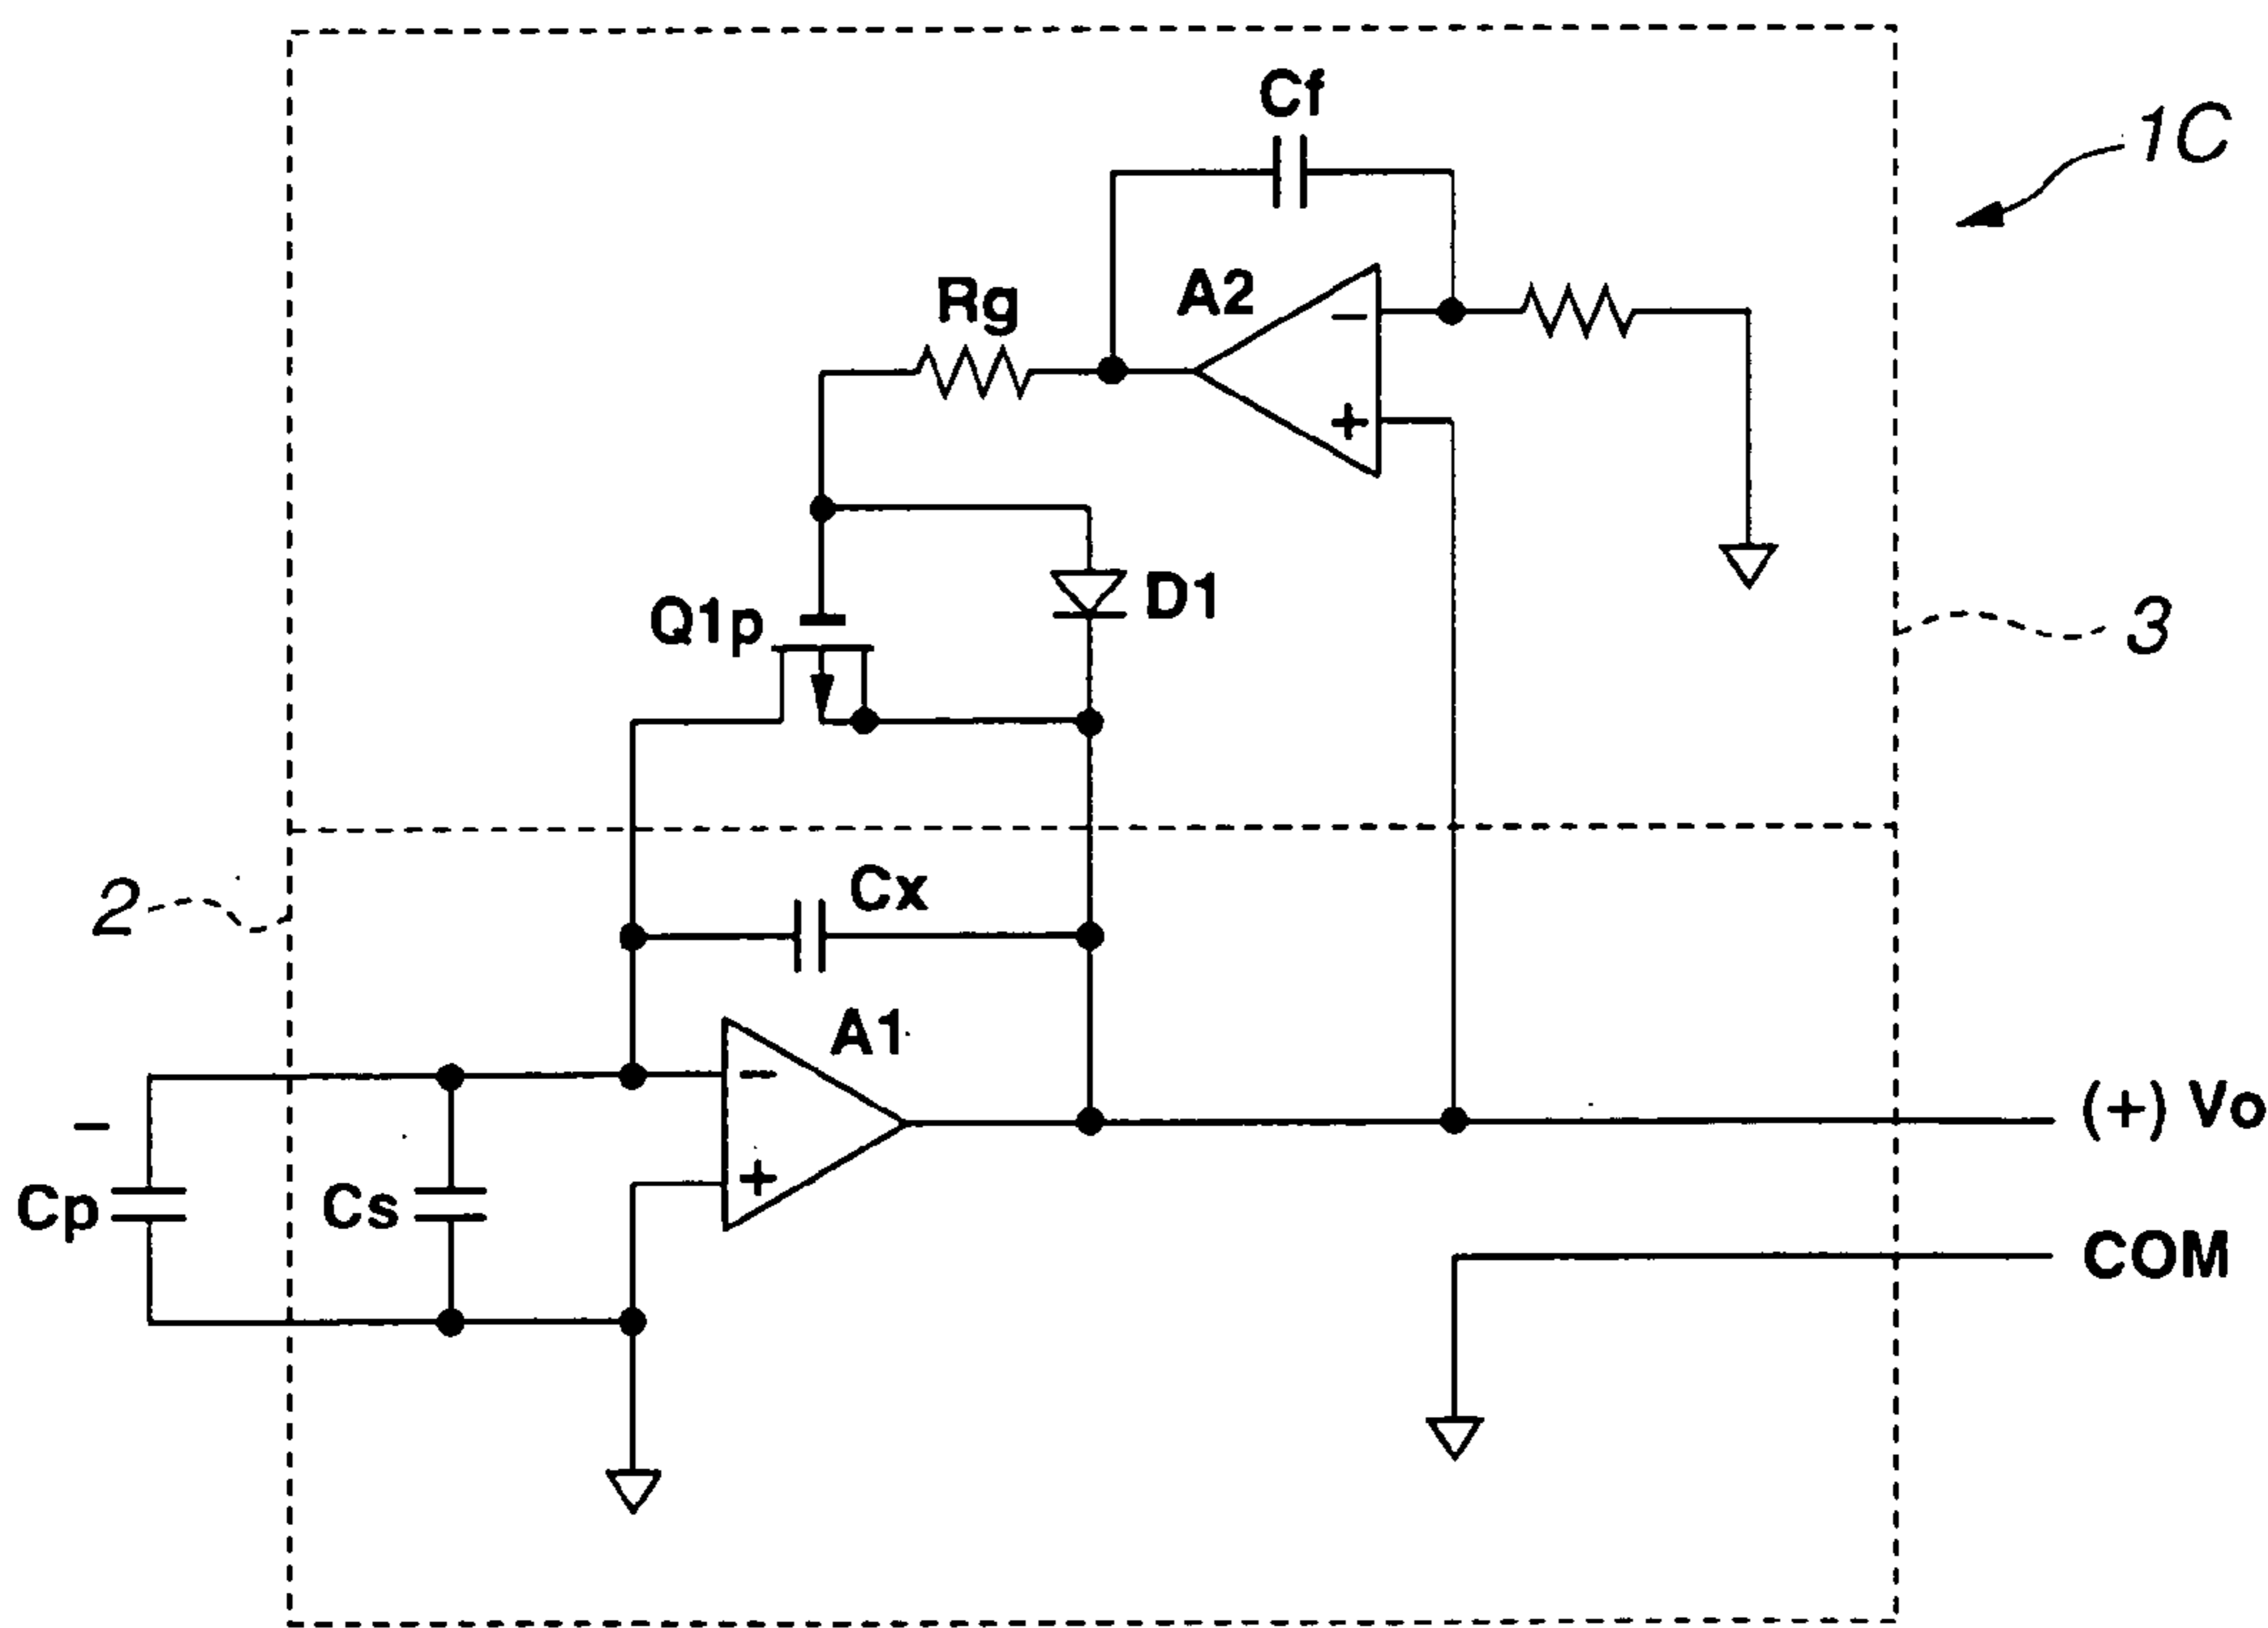 Cf
1C
A2
Rg
−
+
D1
Q1p
3
2
Cx
A1
−
(+) Vo
−
+
Cp
Cs
COM